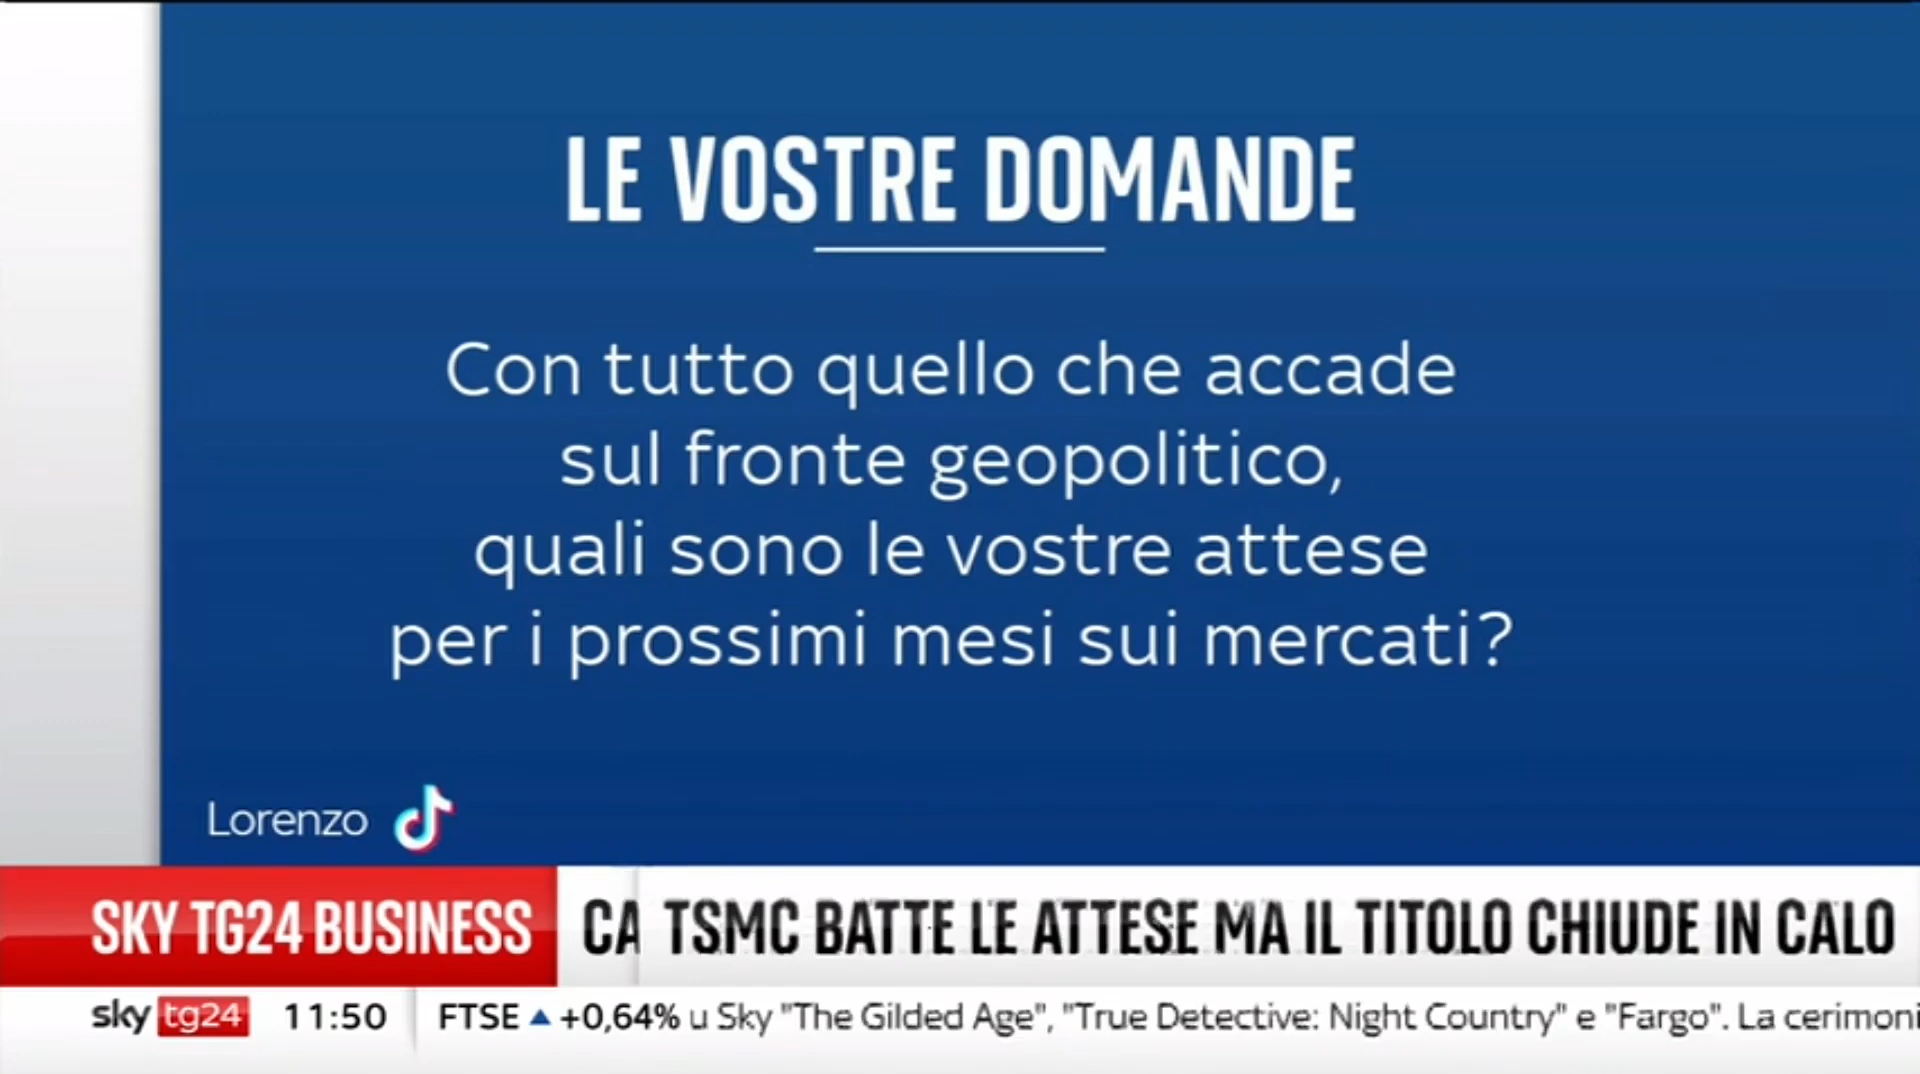 LE VOSTRE DOMANDE
Con tutto quello che accade
sul fronte geopolitico,
quali sono le vostre attese
per i prossimi mesi sui mercati?
Lorenzo
SKY TG24 BUSINESS CA TSMC BATTE LE ATTESE MA IL TITOLO CHIUDE IN CALO
sky tg24 11:50 FTSE ▲ +0,64% u Sky "The Gilded Age", "True Detective: Night Country" e "Fargo". La cerimoni